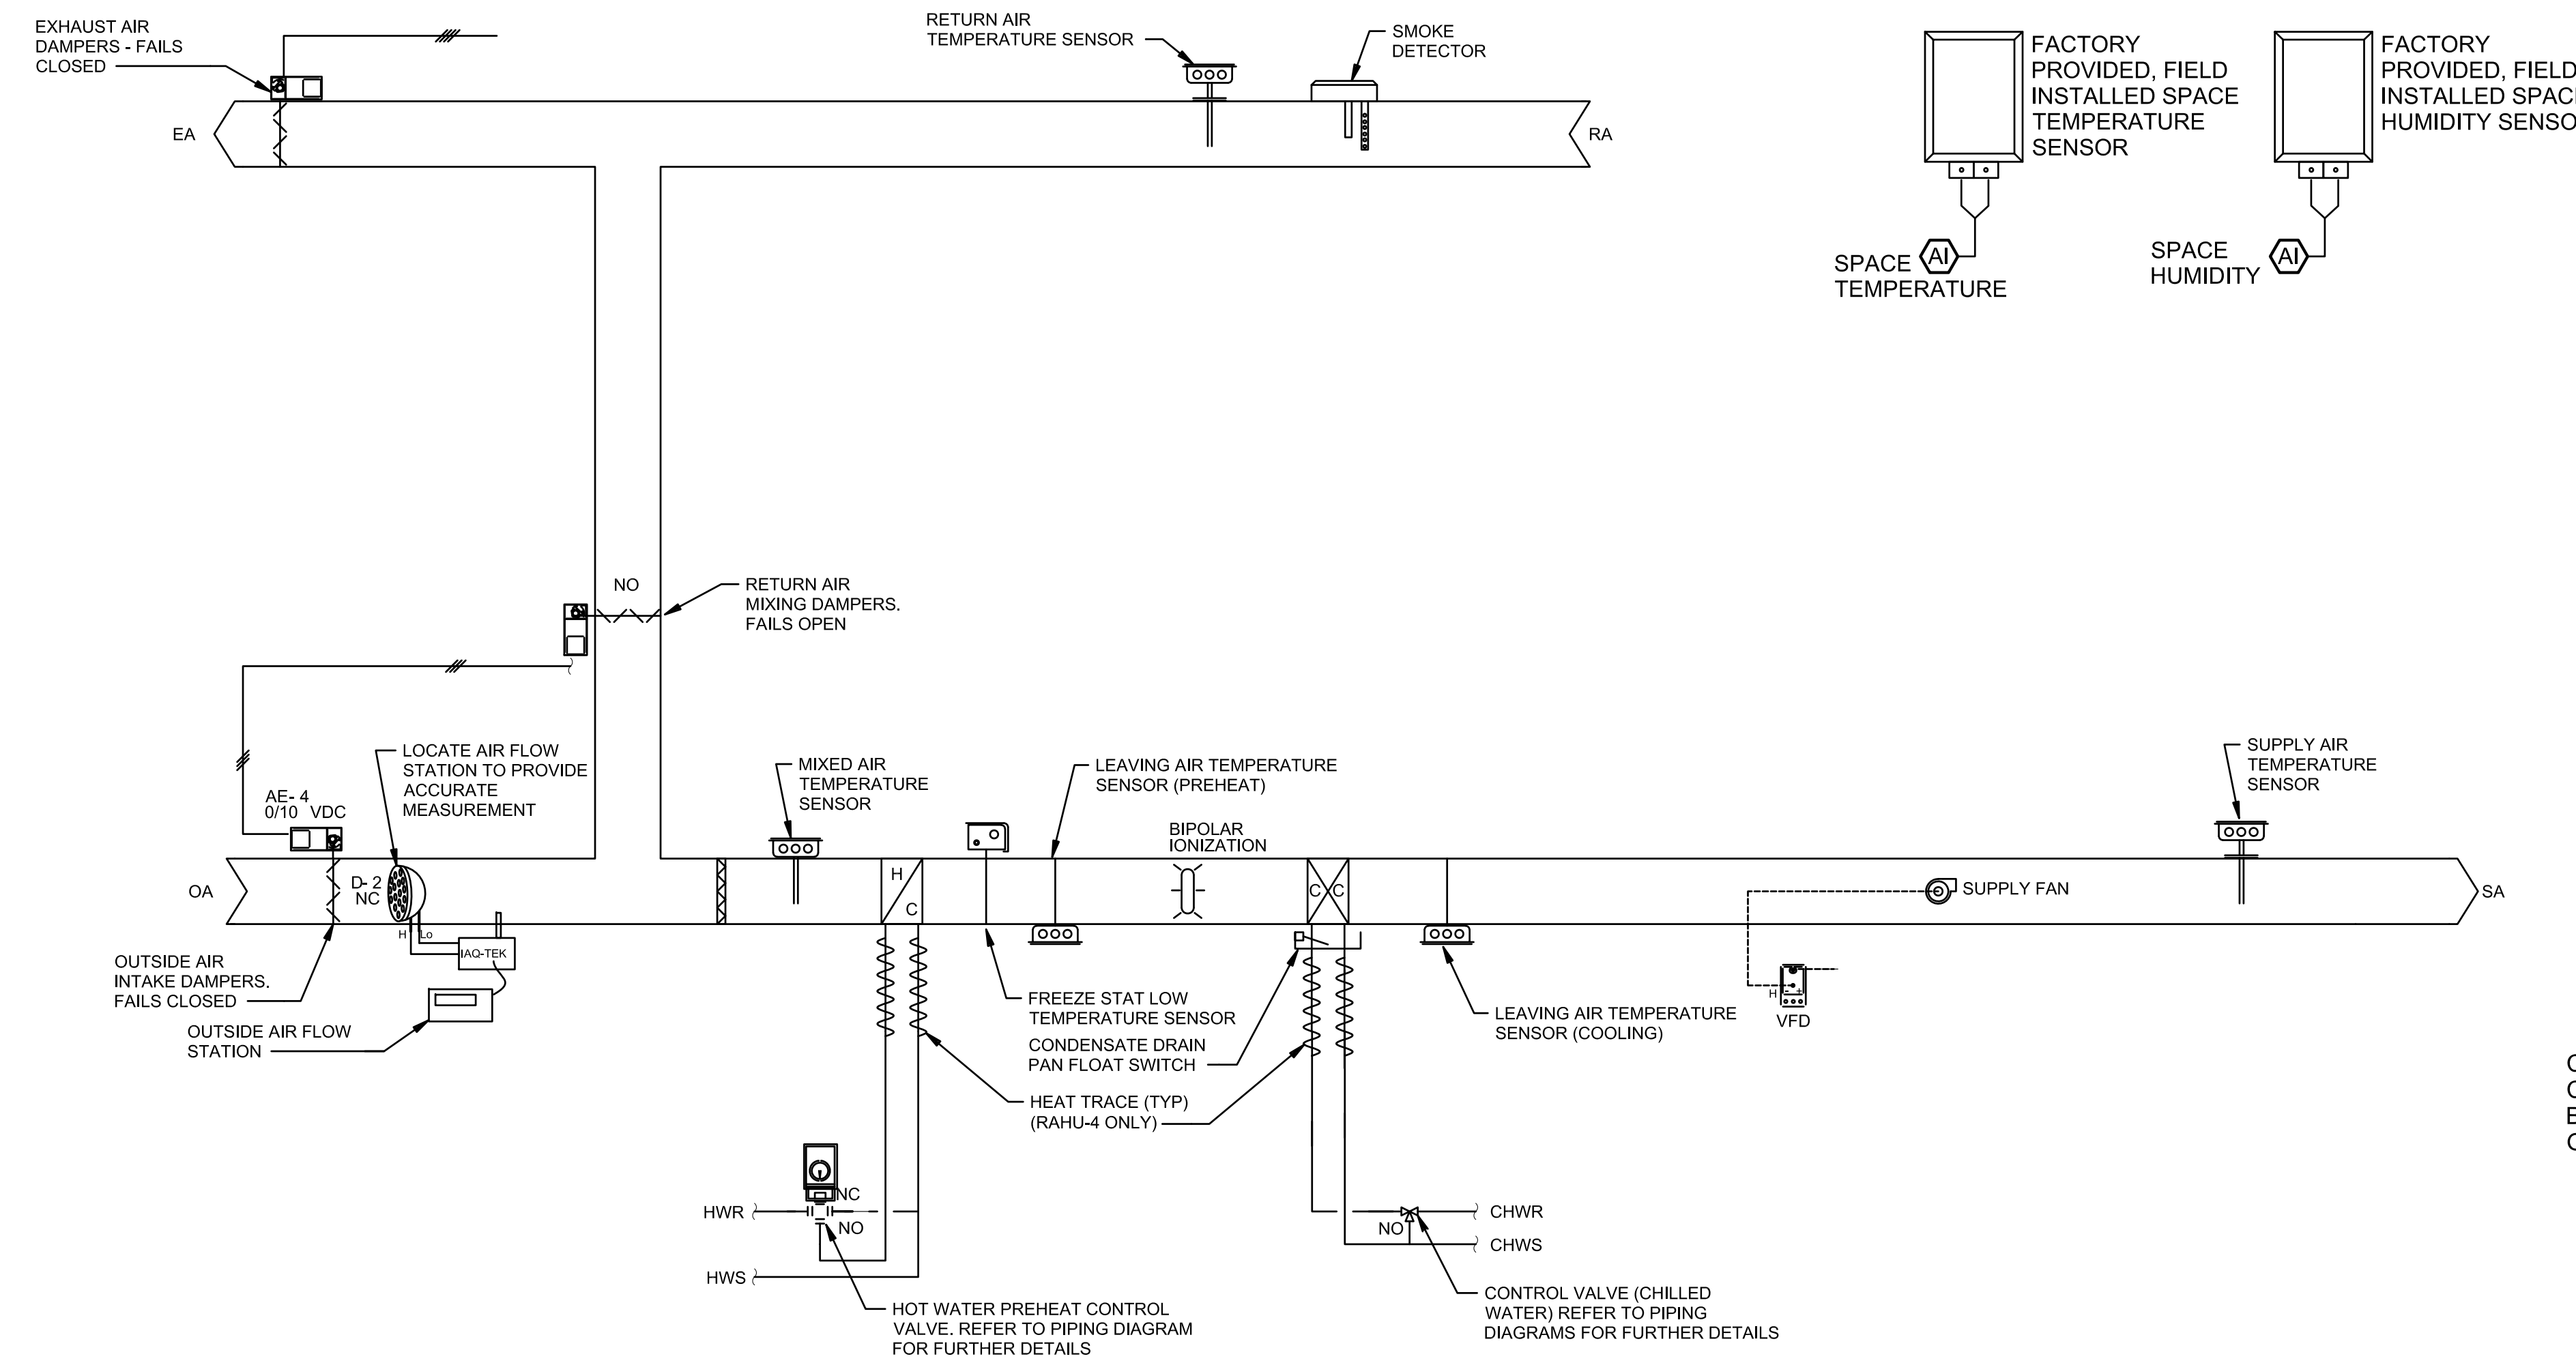 EXHAUST AIR
DAMPERS - FAILS
CLOSED
RETURN AIR
TEMPERATURE SENSOR
SMOKE
DETECTOR
FACTORY
PROVIDED, FIELD
INSTALLED SPACE
TEMPERATURE
SENSOR
FACTORY
PROVIDED, FIELD
INSTALLED
HUMIDITY
EA
RA
SPACE
TEMPERATURE
AI
SPACE
HUMIDITY
AI
NO
RETURN AIR
MIXING DAMPERS.
FAILS OPEN
LOCATE AIR FLOW
STATION TO PROVIDE
ACCURATE
MEASUREMENT
AE- 4
0/10 VDC
MIXED AIR
TEMPERATURE
SENSOR
LEAVING AIR TEMPERATURE
SENSOR (PREHEAT)
BIPOLAR
IONIZATION
SUPPLY AIR
TEMPERATURE
SENSOR
OA
D- 2
NC
H
C
C C
SUPPLY FAN
SA
H Lo
IAQ-TEK
OUTSIDE AIR
INTAKE DAMPERS.
FAILS CLOSED
OUTSIDE AIR FLOW
STATION
FREEZE STAT LOW
TEMPERATURE SENSOR
CONDENSATE DRAIN
PAN FLOAT SWITCH
LEAVING AIR TEMPERATURE
SENSOR (COOLING)
H - +
VFD
HEAT TRACE (TYP)
(RAHU-4 ONLY)
HWR
NC
NO
HWS
NO
CHWR
CHWS
HOT WATER PREHEAT CONTROL
VALVE. REFER TO PIPING DIAGRAM
FOR FURTHER DETAILS
CONTROL VALVE (CHILLED
WATER) REFER TO PIPING
DIAGRAMS FOR FURTHER DETAILS